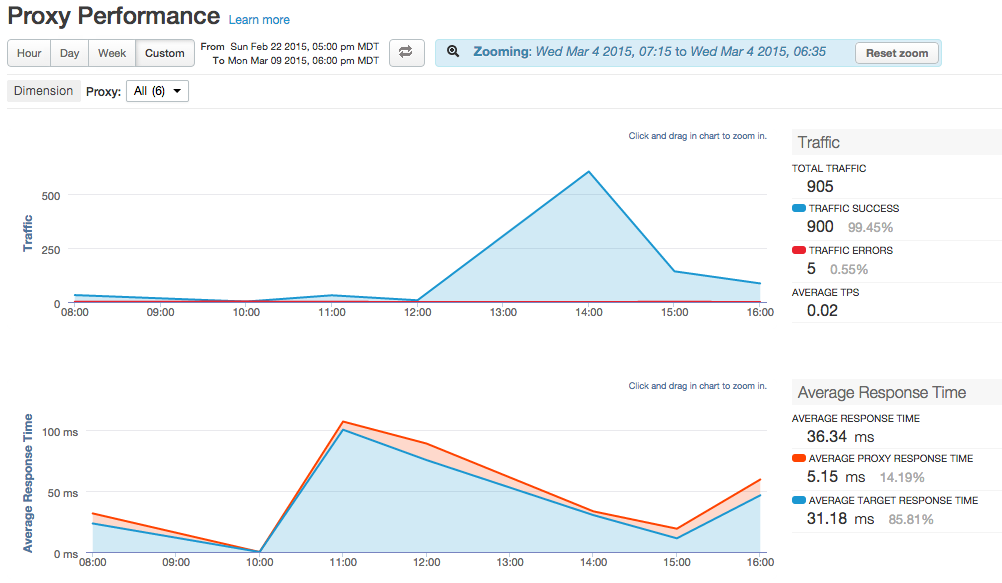 Proxy Performance Learn more
Hour Day Week Custom From Sun Feb 22 2015, 05:00 pm MDT
To Mon Mar 09 2015, 06:00 pm MDT
Zooming: Wed Mar 4 2015, 07:15 to Wed Mar 4 2015, 06:35 Reset zoom
Dimension Proxy: All (6)
Click and drag in chart to zoom in.
Traffic
500
250
0
08:00 09:00 10:00 11:00 12:00 13:00 14:00 15:00 16:00
Traffic
TOTAL TRAFFIC
905
TRAFFIC SUCCESS
900 99.45%
TRAFFIC ERRORS
5 0.55%
AVERAGE TPS
0.02
Click and drag in chart to zoom in.
Average Response Time
100 ms
50 ms
0 ms
08:00 09:00 10:00 11:00 12:00 13:00 14:00 15:00 16:00
Average Response Time
AVERAGE RESPONSE TIME
36.34 ms
AVERAGE PROXY RESPONSE TIME
5.15 ms 14.19%
AVERAGE TARGET RESPONSE TIME
31.18 ms 85.81%